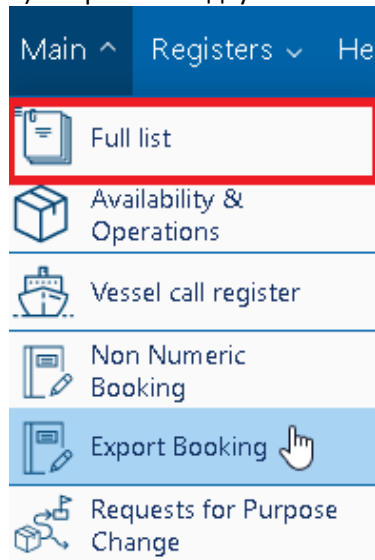 Main Registers He
Full list
Availability &
Operations
Vessel call register
Non Numeric
Booking
Export Booking
Requests for Purpose
Change